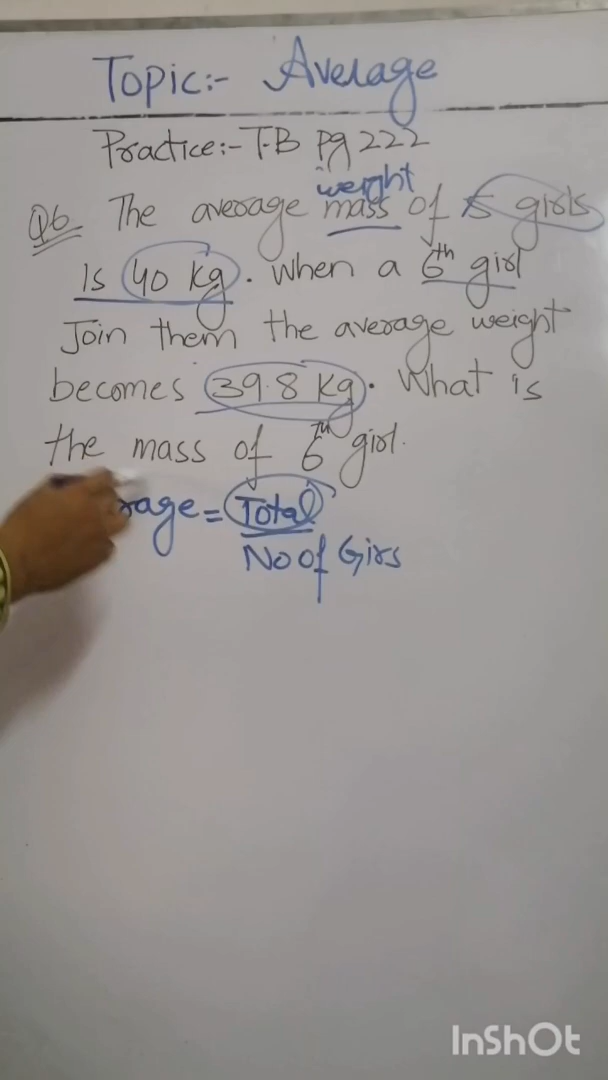 Topic:- Average
Practice:- T.B Pg 222
weight
Q6 The average mass of 5 girls
is 40 kg. When a 6th girl
Join them the average weight
becomes 39.8 kg. What is
the mass of 6th girl.
rage = Total
No of Girs
InShOt